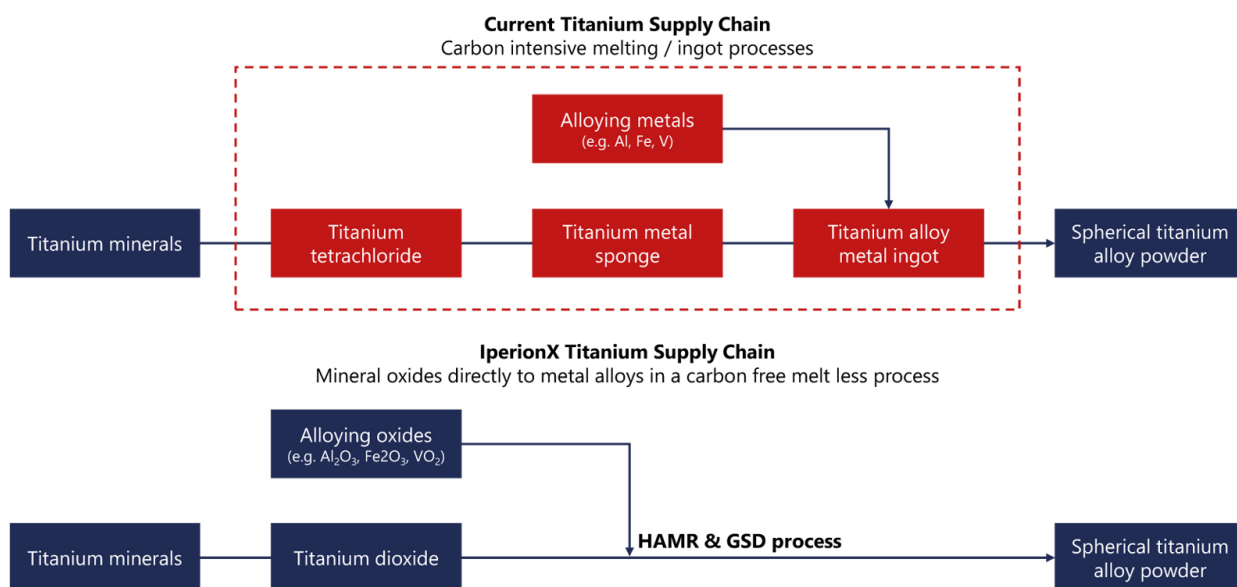 Current Titanium Supply Chain
Carbon intensive melting / ingot processes
Alloying metals
(e.g. Al, Fe, V)
Titanium minerals
Titanium
tetrachloride
Titanium metal
sponge
Titanium alloy
metal ingot
Spherical titanium
alloy powder
IperionX Titanium Supply Chain
Mineral oxides directly to metal alloys in a carbon free melt less process
Alloying oxides
(e.g. Al₂O₃, Fe2O₃, VO₂)
Titanium minerals
Titanium dioxide
HAMR & GSD process
Spherical titanium
alloy powder